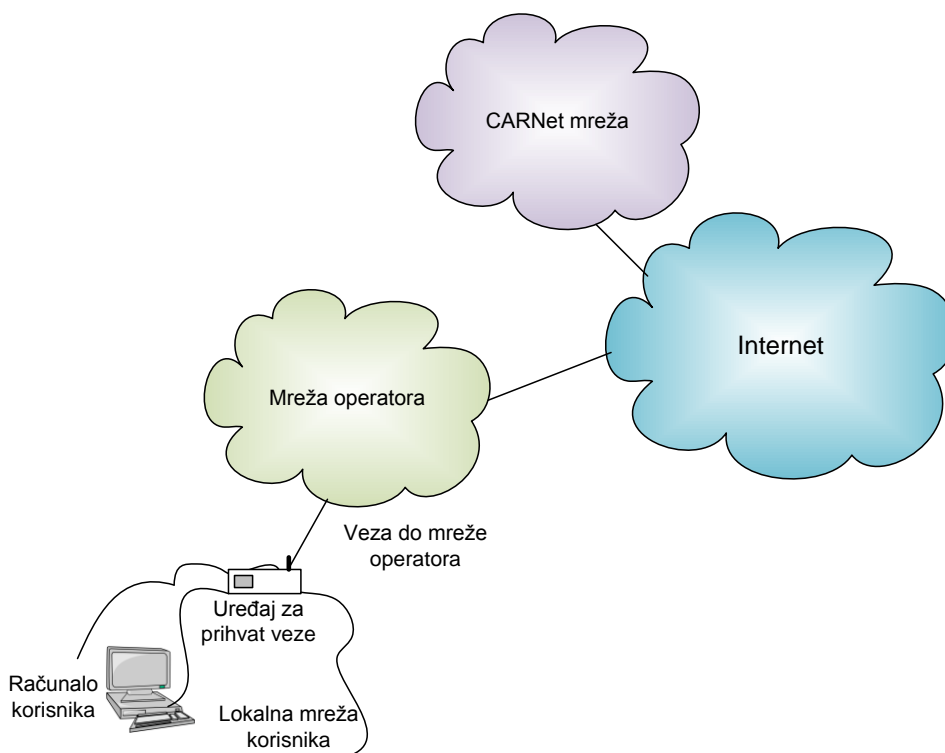 CARNet mreža
Internet
Mreža operatora
Veza do mreže
operatora
Uređaj za
prihvat veze
Računalo
korisnika
Lokalna mreža
korisnika